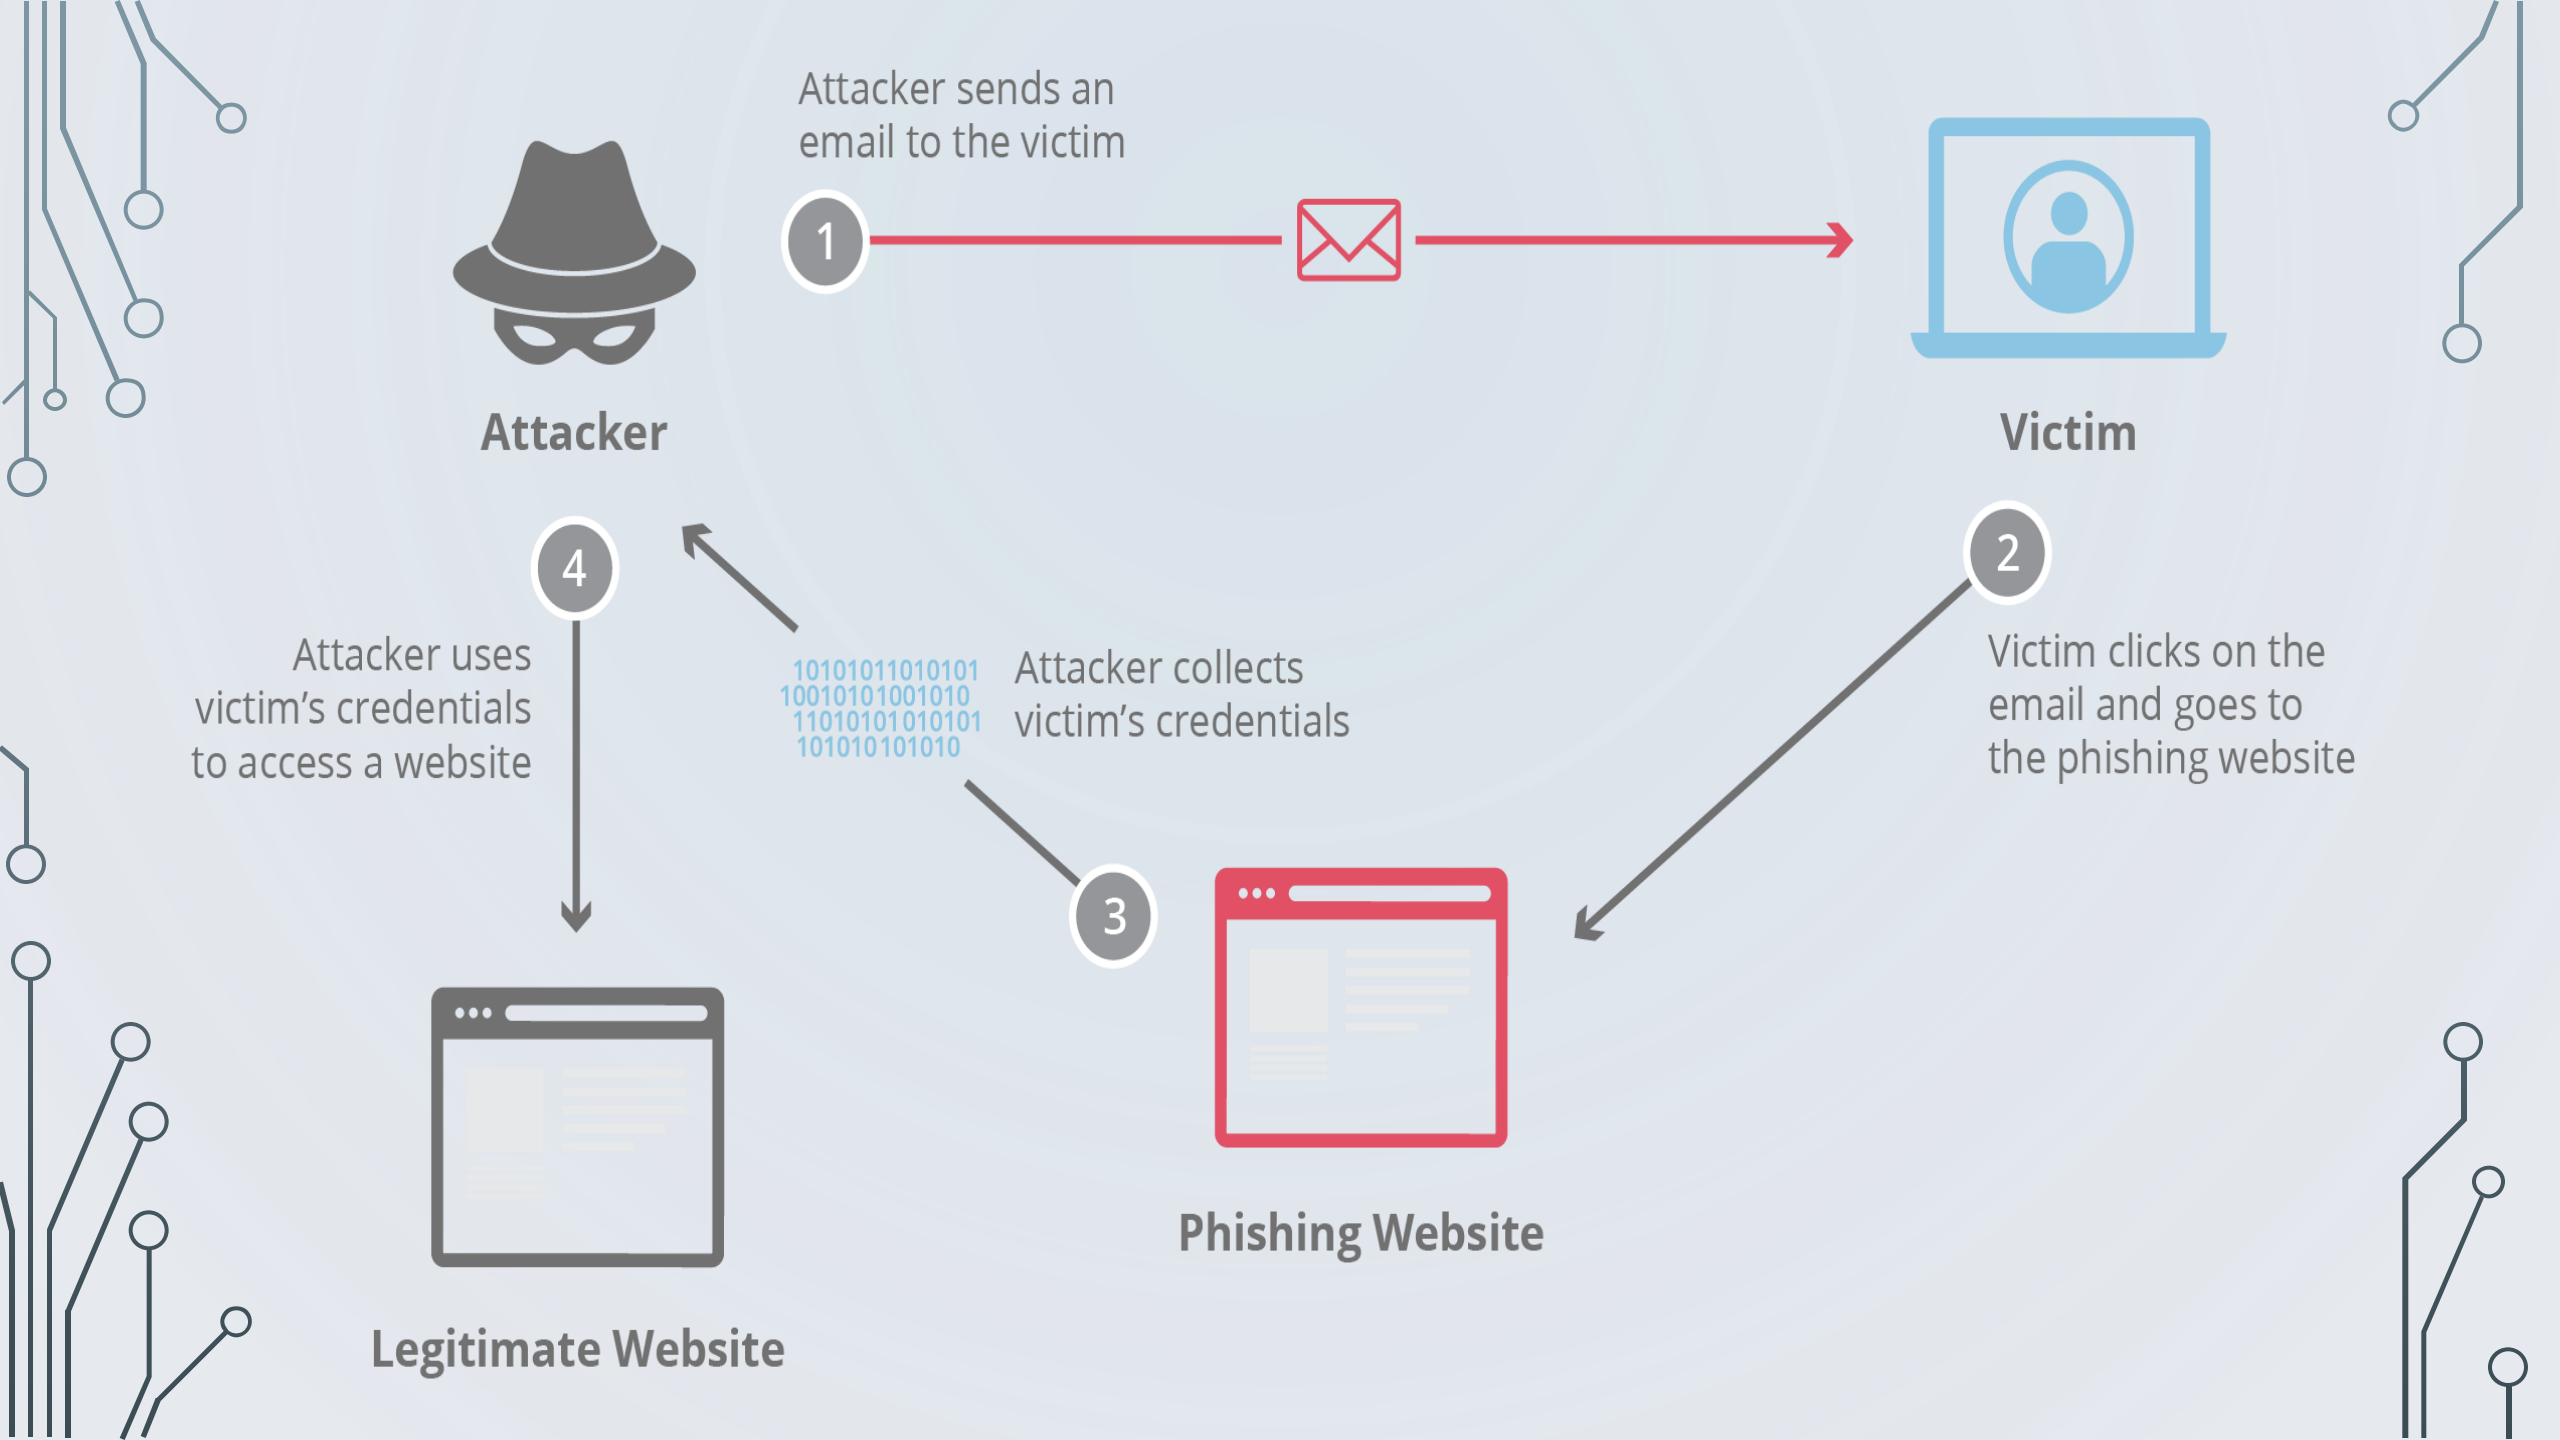 Attacker sends an
email to the victim
1
Attacker
Victim
4
2
Attacker uses
victim's credentials
to access a website
10101011010101
10010101001010
11010101010101
101010101010
Attacker collects
victim's credentials
Victim clicks on the
email and goes to
the phishing website
3
Phishing Website
Legitimate Website